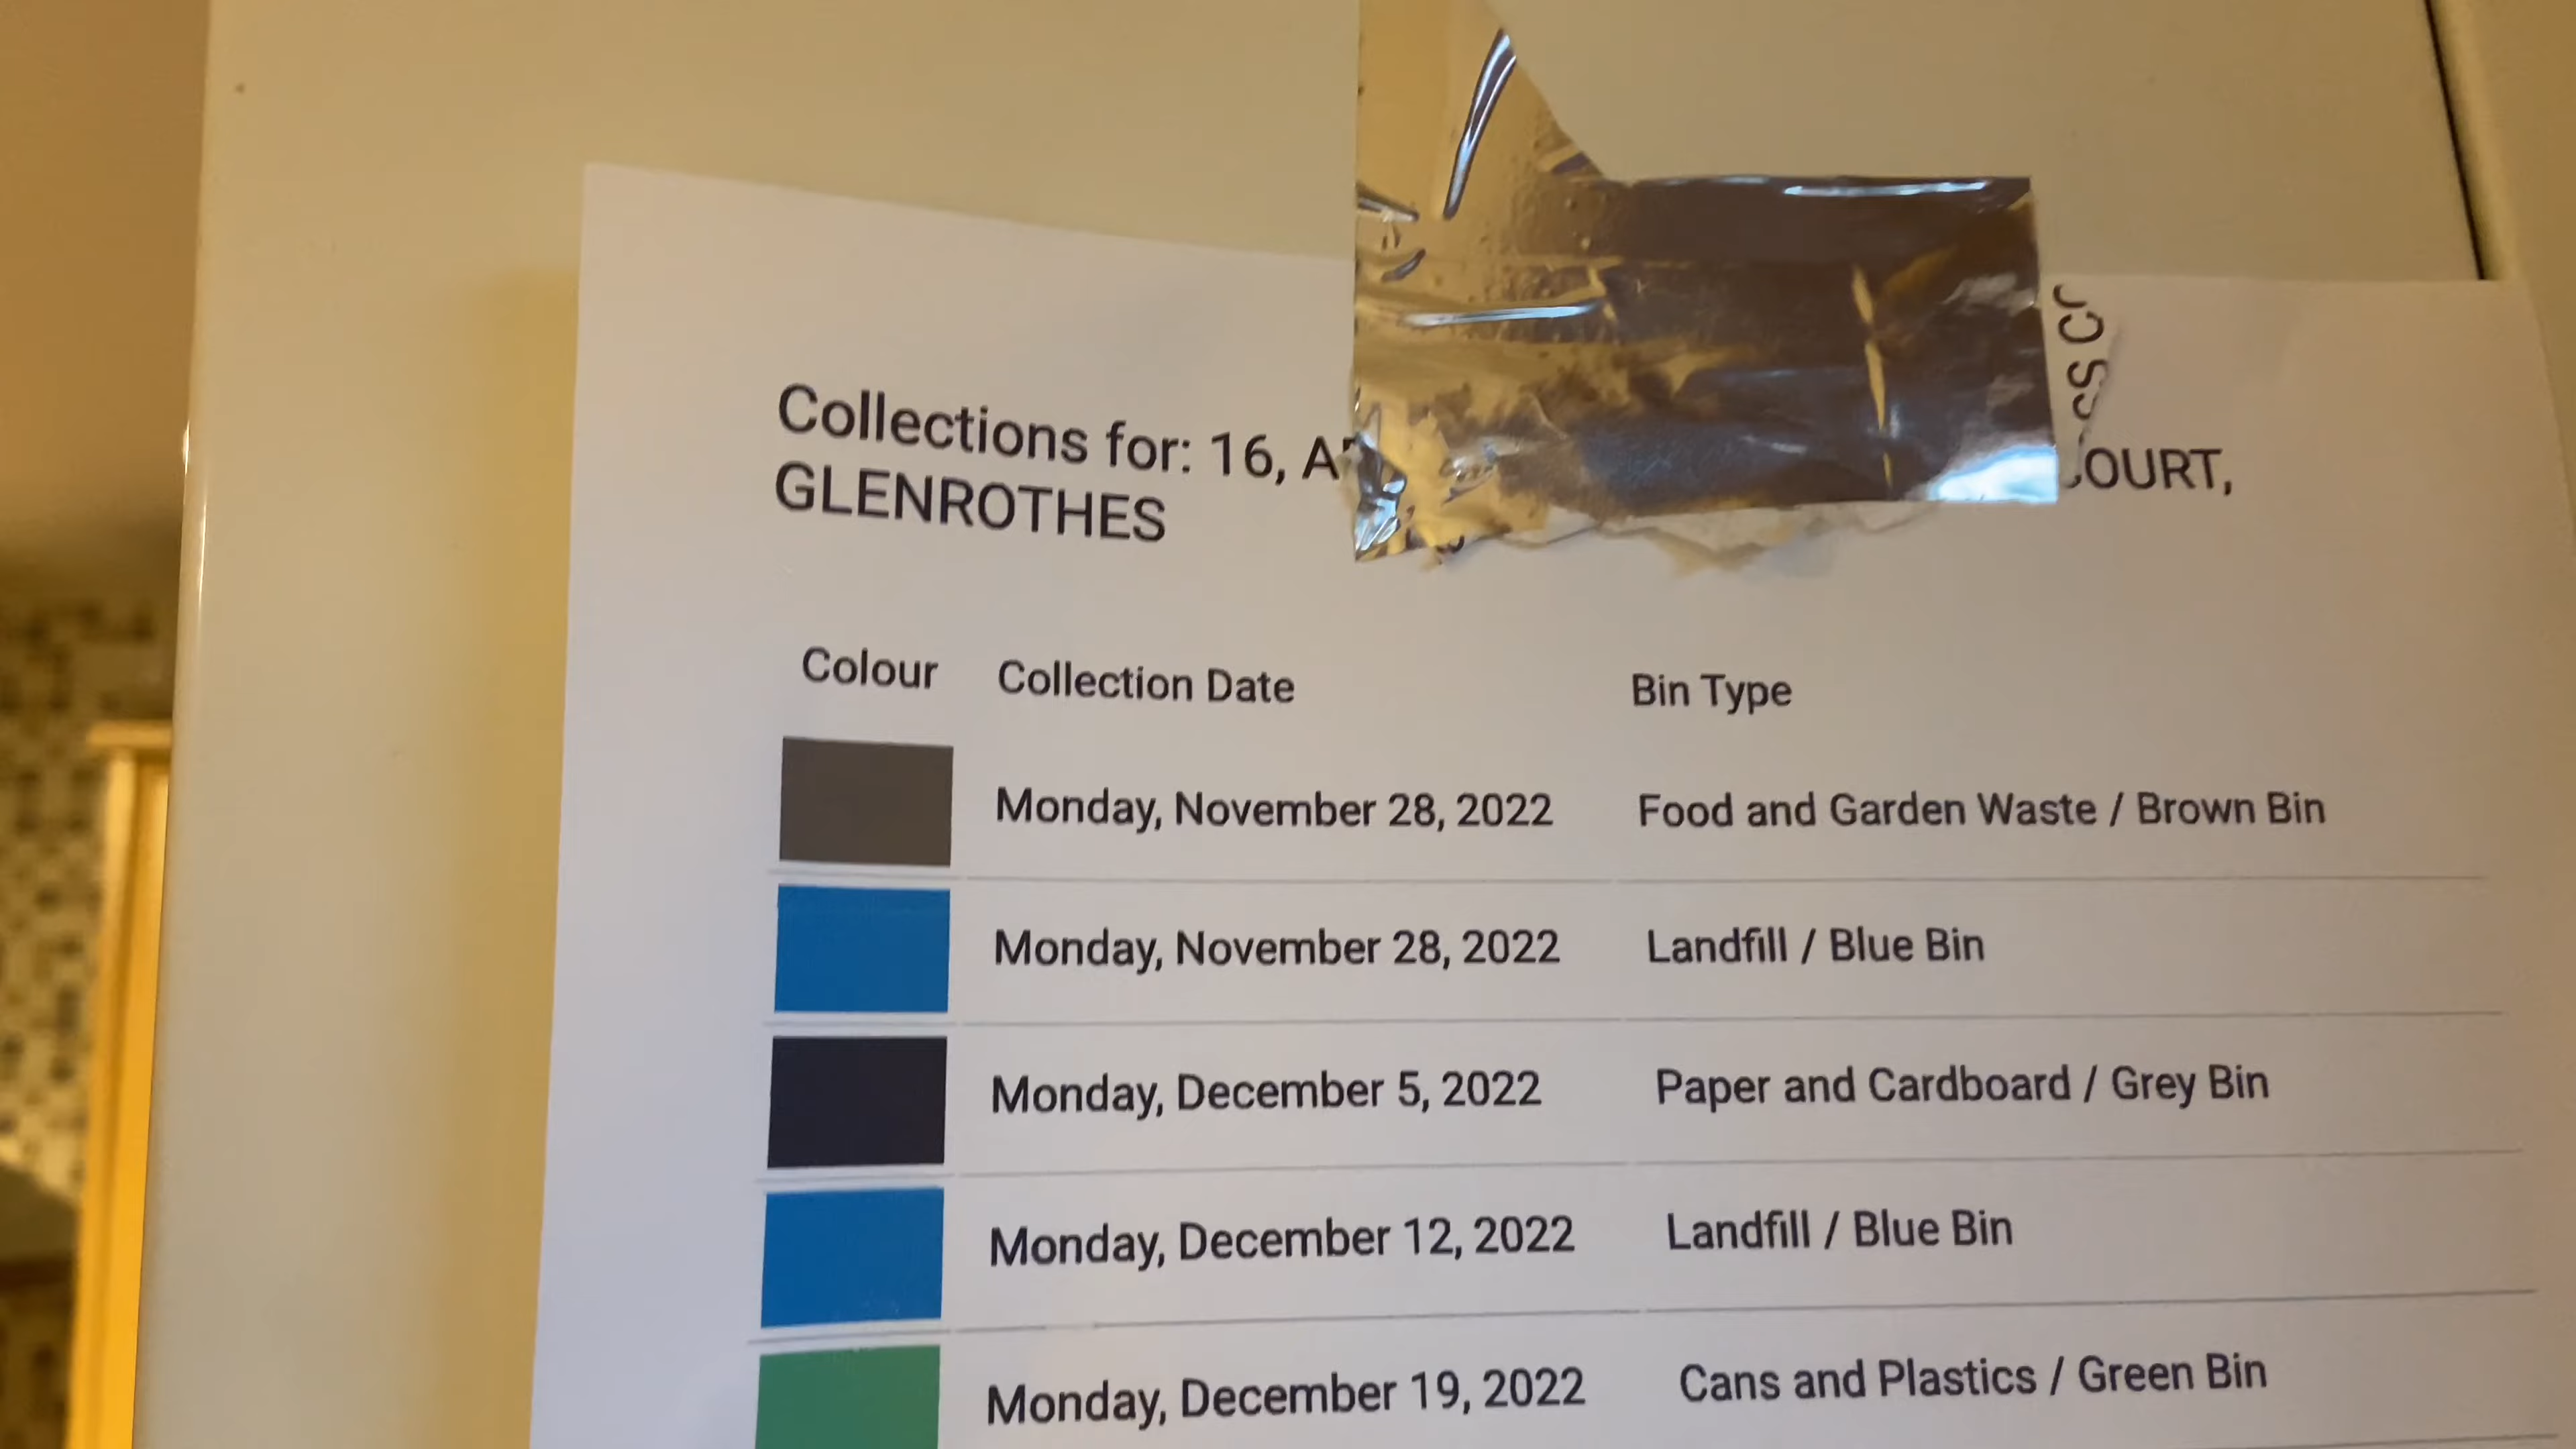 Collections for: 16, A
COURT,
GLENROTHES
Colour Collection Date Bin Type
Monday, November 28, 2022 Food and Garden Waste / Brown Bin
Monday, November 28, 2022 Landfill / Blue Bin
Monday, December 5, 2022 Paper and Cardboard / Grey Bin
Monday, December 12, 2022 Landfill / Blue Bin
Monday, December 19, 2022 Cans and Plastics / Green Bin